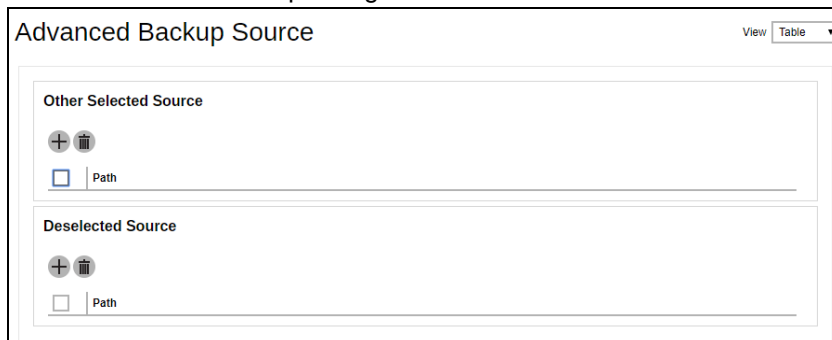 Advanced Backup Source
View Table
Other Selected Source
Path
Deselected Source
Path